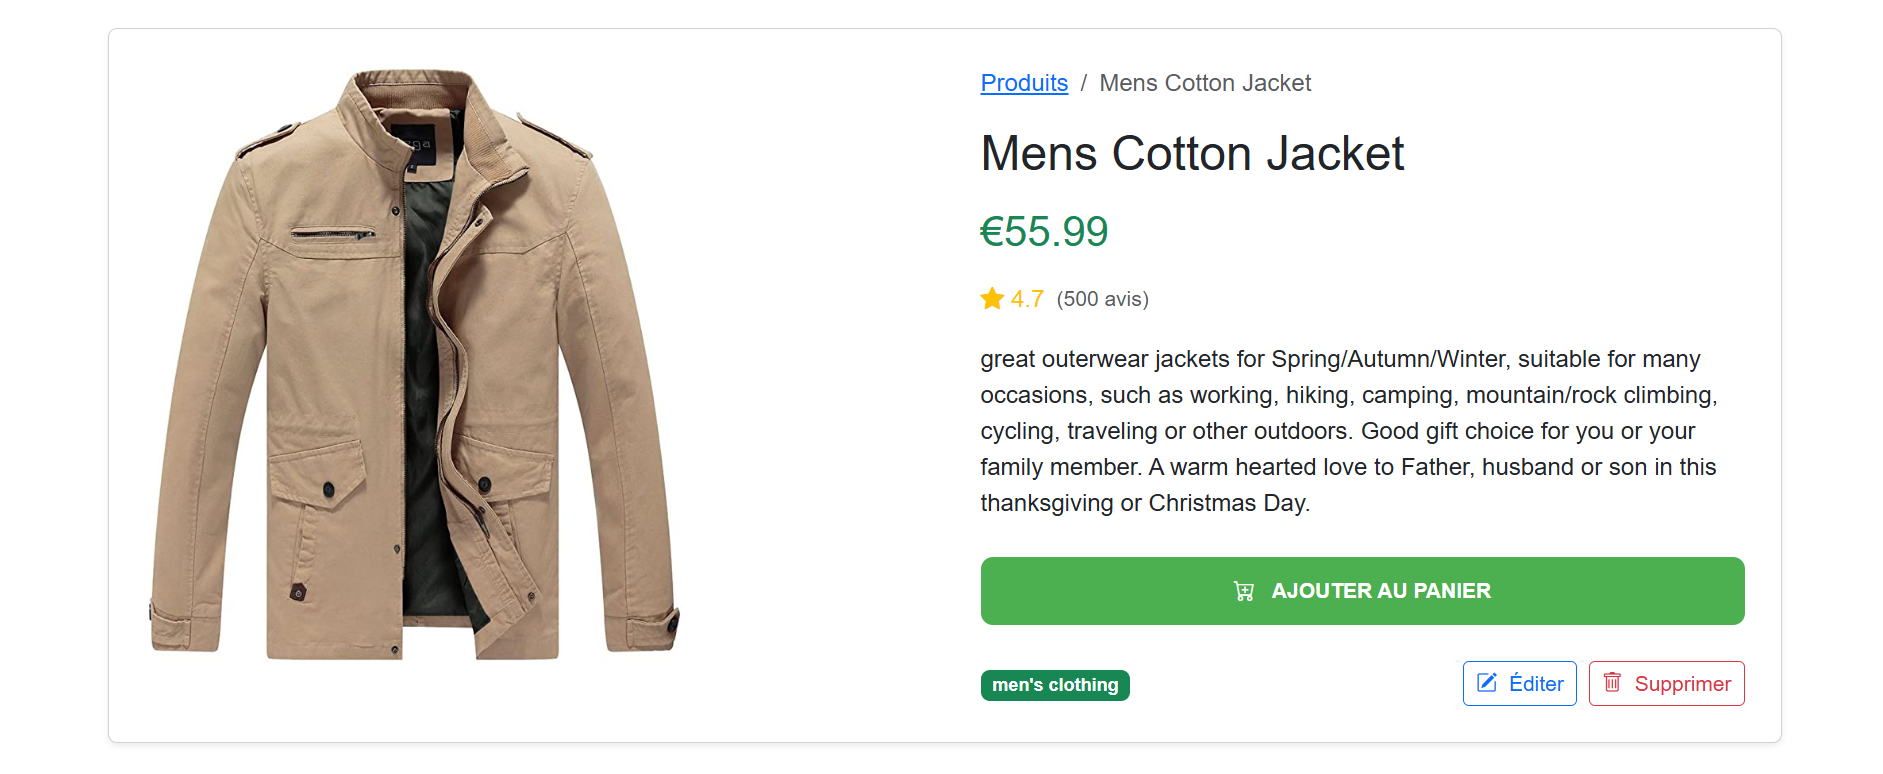 Produits / Mens Cotton Jacket
Mens Cotton Jacket
€55.99
4.7 (500 avis)
great outerwear jackets for Spring/Autumn/Winter, suitable for many
occasions, such as working, hiking, camping, mountain/rock climbing,
cycling, traveling or other outdoors. Good gift choice for you or your
family member. A warm hearted love to Father, husband or son in this
thanksgiving or Christmas Day.
AJOUTER AU PANIER
men's clothing
Éditer
Supprimer